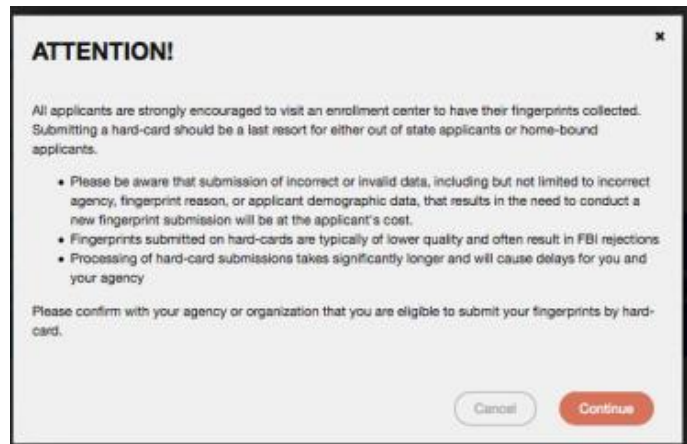 ATTENTION!
All applicants are strongly encouraged to visit an enrollment center to have their fingerprints collected.
Submitting a hard-card should be a last resort for either out of state applicants or home-bound
applicants.
• Please be aware that submission of incorrect or invalid data, including but not limited to incorrect
agency, fingerprint reason, or applicant demographic data, that results in the need to conduct a
new fingerprint submission will be at the applicant's cost.
• Fingerprints submitted on hard-cards are typically of lower quality and often result in FBI rejections
• Processing of hard-card submissions takes significantly longer and will cause delays for you and
your agency
Please confirm with your agency or organization that you are eligible to submit your fingerprints by hard-
card.
Cancel
Continue